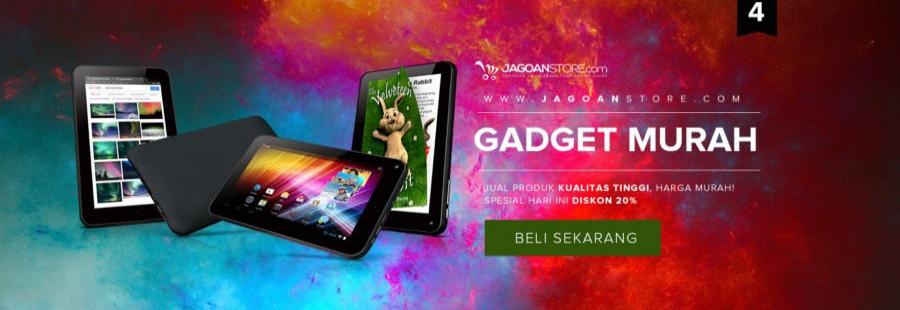 4
JAGOANSTORE.com
WWW.JAGOANSTORE.COM
GADGET MURAH
JUAL PRODUK KUALITAS TINGGI, HARGA MURAH!
SPESIAL HARI INI DISKON 20%
BELI SEKARANG
Velveteen
Rabbit